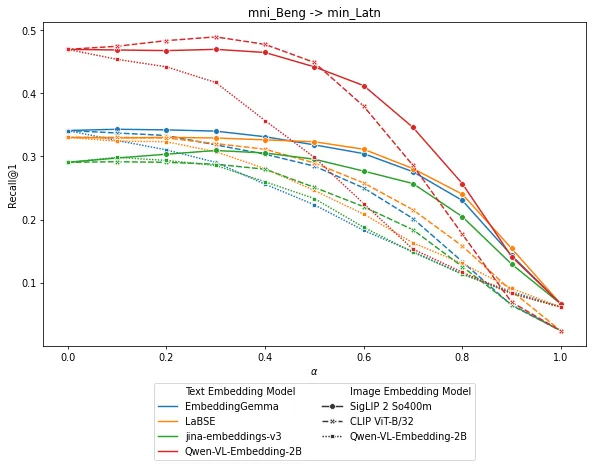 mni_Beng -> min_Latn
0.5
0.4
0.3
0.2
0.1
Recall@1
0.0 0.2 0.4 0.6 0.8 1.0
α
Text Embedding Model Image Embedding Model
EmbeddingGemma SigLIP 2 So400m
LaBSE CLIP ViT-B/32
jina-embeddings-v3 Qwen-VL-Embedding-2B
Qwen-VL-Embedding-2B